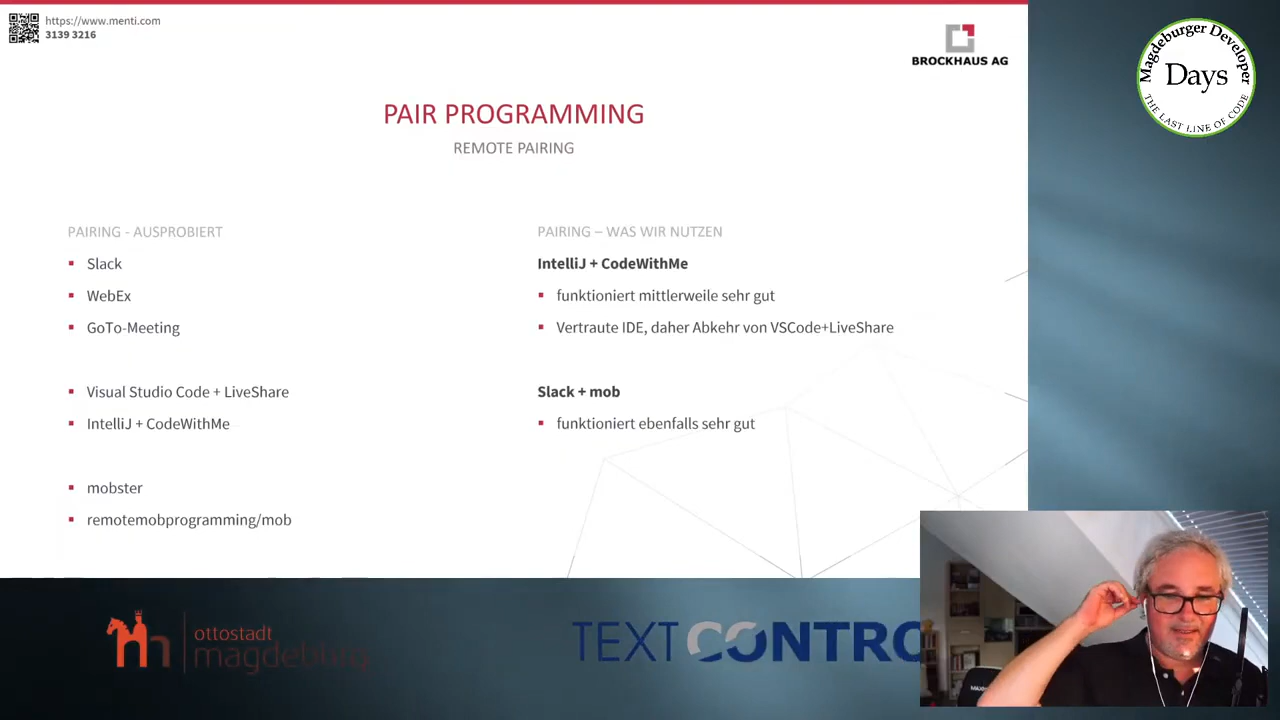 https://www.menti.com
3139 3216
BROCKHAUS AG
Magdeburger Developer
Days
THE LAST LINE OF CODE
PAIR PROGRAMMING
REMOTE PAIRING
PAIRING - AUSPROBIERT
Slack
WebEx
GoTo-Meeting
Visual Studio Code + LiveShare
IntelliJ + CodeWithMe
mobster
remotemobprogramming/mob
PAIRING – WAS WIR NUTZEN
IntelliJ + CodeWithMe
funktioniert mittlerweile sehr gut
Vertraute IDE, daher Abkehr von VSCode+LiveShare
Slack + mob
funktioniert ebenfalls sehr gut
ottostadt
magdeburg
TEXT CONTRO